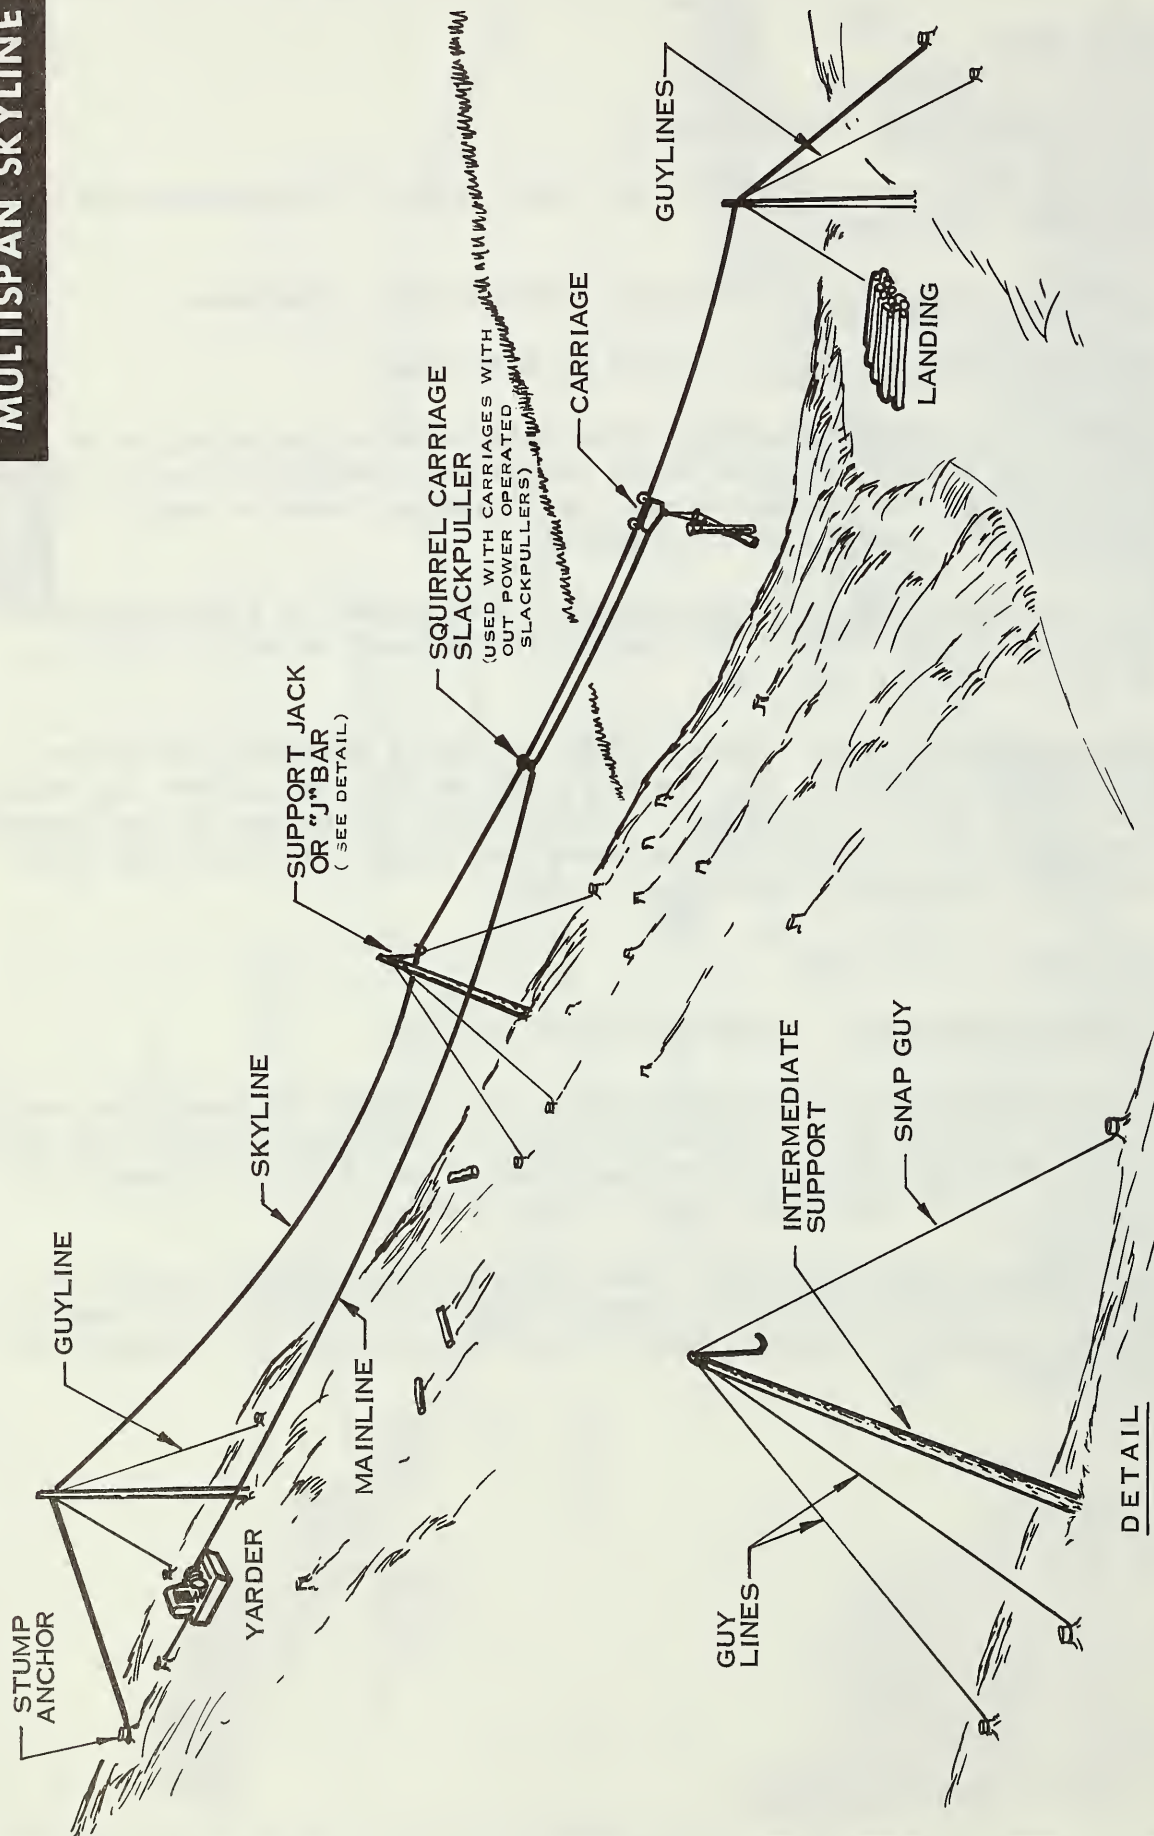 MULTISPAN SKYLINE
STUMP
ANCHOR
GUYLINE
SKYLINE
SUPPORT JACK
OR "J" BAR
( SEE DETAIL)
SQUIRREL CARRIAGE
SLACKPULLER
(USED WITH CARRIAGES WITH
OUT POWER OPERATED
SLACKPULLERS)
CARRIAGE
GUYLINES
YARDER
MAINLINE
LANDING
GUY
LINES
INTERMEDIATE
SUPPORT
SNAP GUY
DETAIL